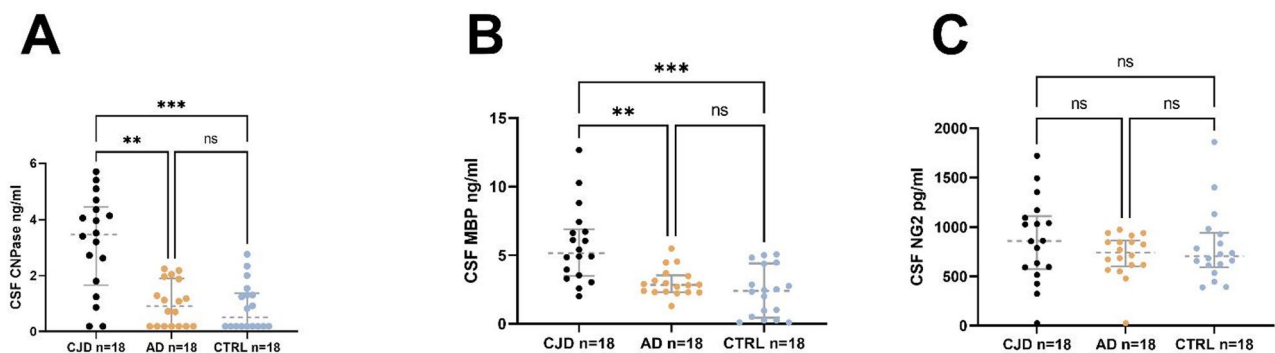 A
***
**
ns
6
4
2
0
CSF CNPase ng/ml
CJD n=18
AD n=18
CTRL n=18
B
***
**
ns
15
10
5
0
CSF MBP ng/ml
CJD n=18
AD n=18
CTRL n=18
C
ns
ns
ns
2000
1500
1000
500
0
CSF NG2 pg/ml
CJD n=18
AD n=18
CTRL n=18